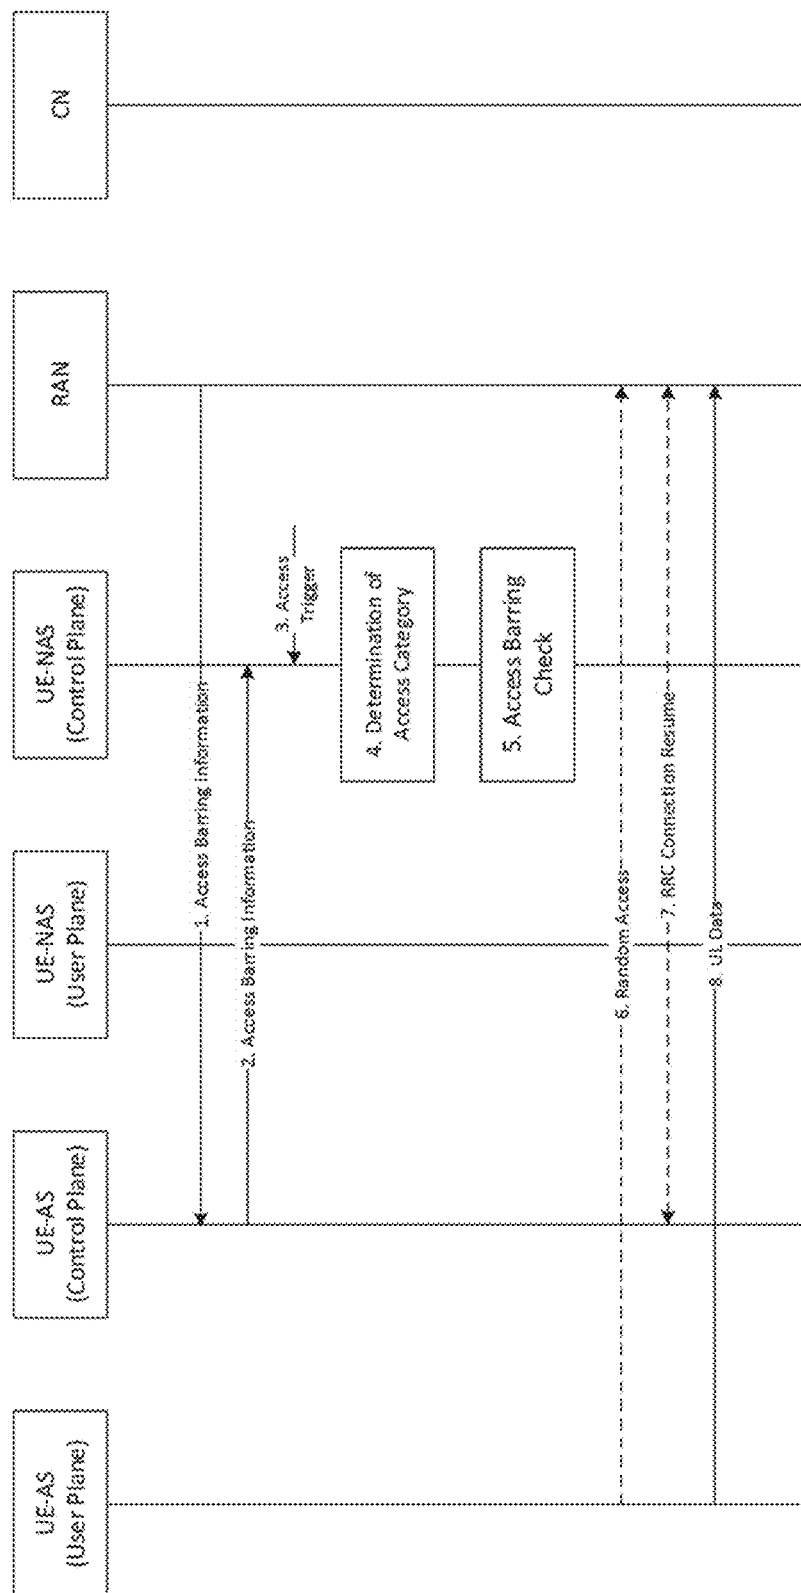 UE-AS
(User Plane)
UE-AS
(Control Plane)
UE-NAS
(User Plane)
UE-NAS
(Control Plane)
RAN
CN
1. Access Barring Information
2. Access Barring Information
3. Access
Trigger
4. Determination of
Access Category
5. Access Barring
Check
6. Random Access
7. RRC Connection Resume
8. UL Data